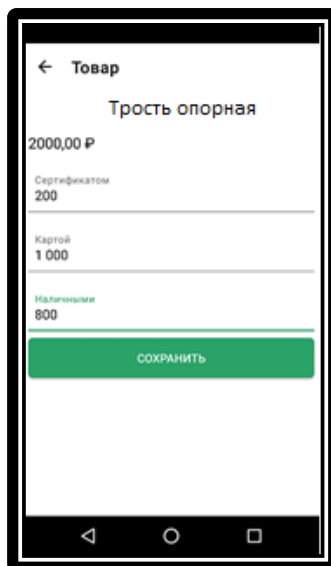 Товар
Трость опорная
2000,00 ₽
Сертификатом
200
Картой
1 000
Наличными
800
СОХРАНИТЬ